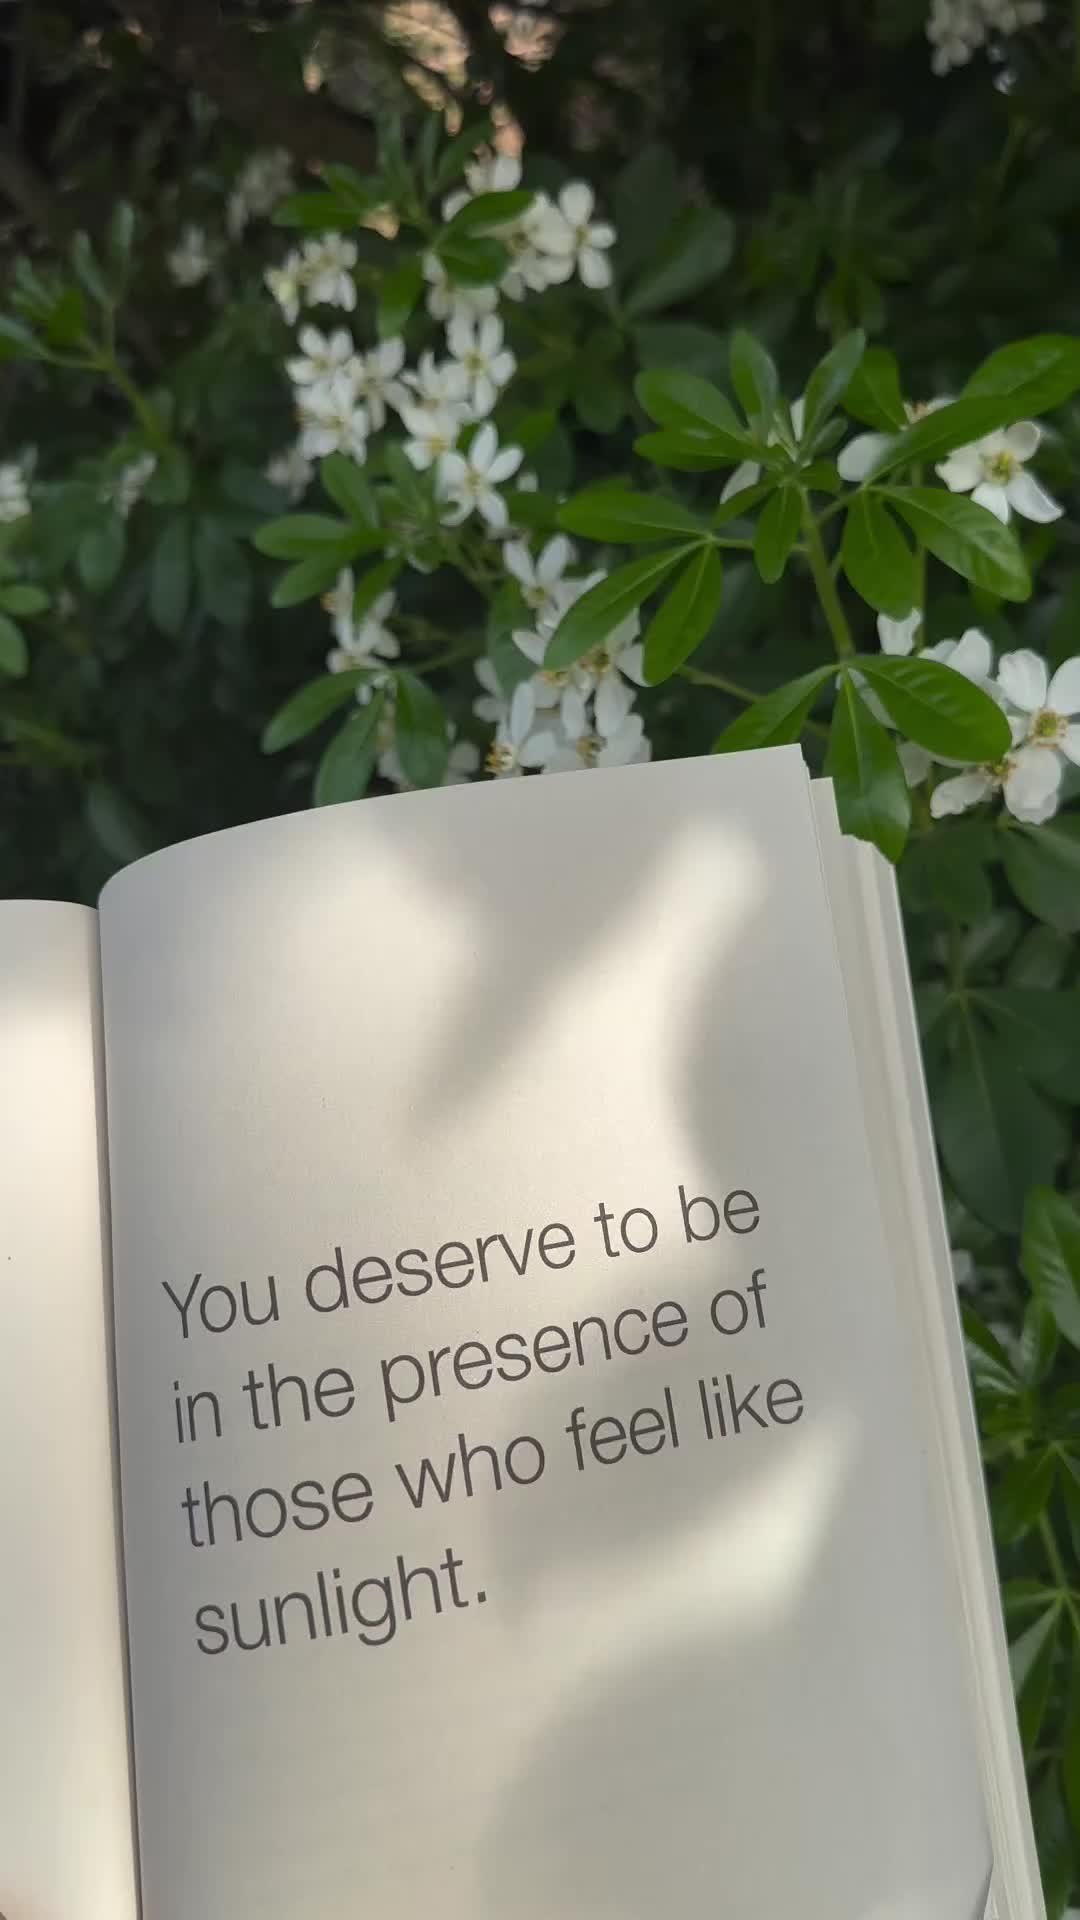 You deserve to be
in the presence of
those who feel like
sunlight.